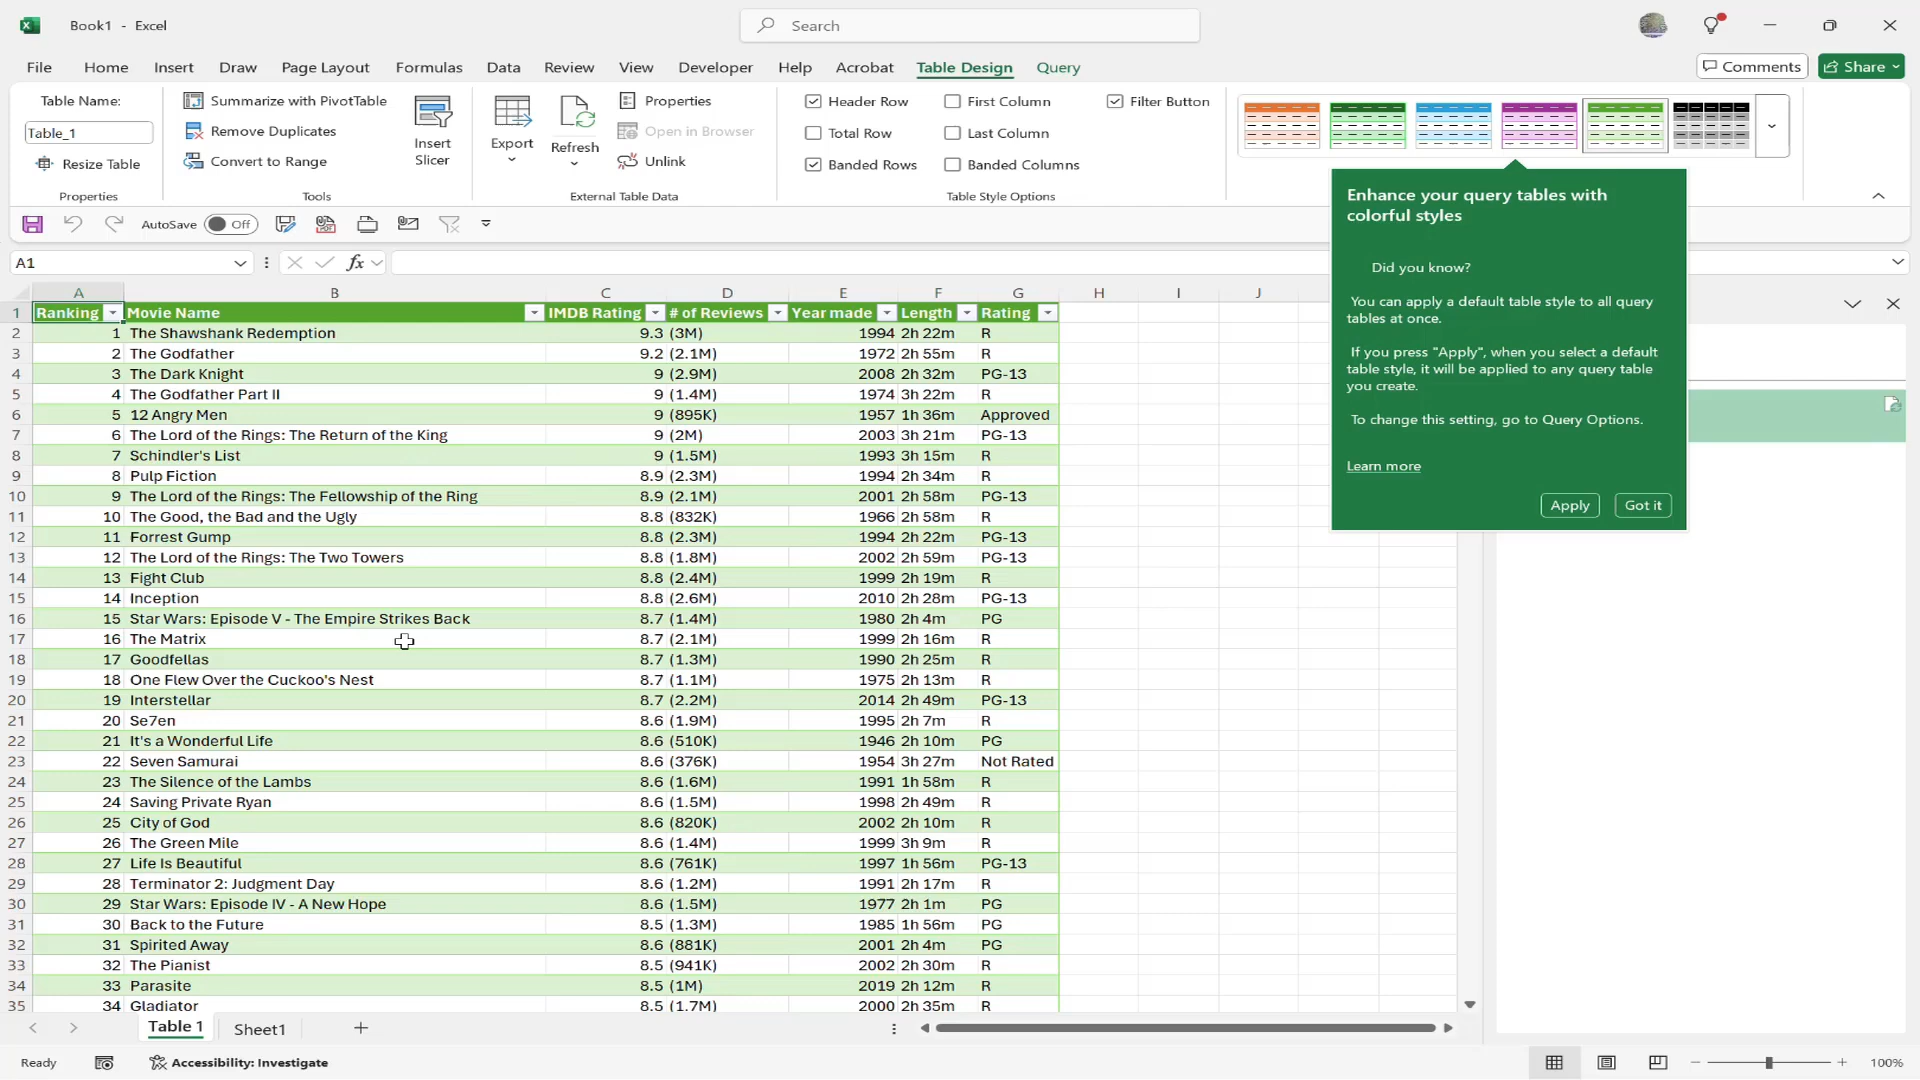 Book1 - Excel
Search
File Home Insert Draw Page Layout Formulas Data Review View Developer Help Acrobat Table Design Query
Comments Share
Table Name:
Table_1
Resize Table
Properties
Summarize with PivotTable
Remove Duplicates
Convert to Range
Tools
Insert Slicer
Export
Refresh
Properties
Open in Browser
Unlink
External Table Data
Header Row First Column Filter Button
Total Row Last Column
Banded Rows Banded Columns
Table Style Options
AutoSave Off
A1 fx
Enhance your query tables with
colorful styles
Did you know?
You can apply a default table style to all query
tables at once.
If you press "Apply", when you select a default
table style, it will be applied to any query table
you create.
To change this setting, go to Query Options.
Learn more
Apply Got it
A B C D E F G H I J
1 Ranking Movie Name IMDB Rating # of Reviews Year made Length Rating
2 1 The Shawshank Redemption 9.3 (3M) 1994 2h 22m R
3 2 The Godfather 9.2 (2.1M) 1972 2h 55m R
4 3 The Dark Knight 9 (2.9M) 2008 2h 32m PG-13
5 4 The Godfather Part II 9 (1.4M) 1974 3h 22m R
6 5 12 Angry Men 9 (895K) 1957 1h 36m Approved
7 6 The Lord of the Rings: The Return of the King 9 (2M) 2003 3h 21m PG-13
8 7 Schindler's List 9 (1.5M) 1993 3h 15m R
9 8 Pulp Fiction 8.9 (2.3M) 1994 2h 34m R
10 9 The Lord of the Rings: The Fellowship of the Ring 8.9 (2.1M) 2001 2h 58m PG-13
11 10 The Good, the Bad and the Ugly 8.8 (832K) 1966 2h 58m R
12 11 Forrest Gump 8.8 (2.3M) 1994 2h 22m PG-13
13 12 The Lord of the Rings: The Two Towers 8.8 (1.8M) 2002 2h 59m PG-13
14 13 Fight Club 8.8 (2.4M) 1999 2h 19m R
15 14 Inception 8.8 (2.6M) 2010 2h 28m PG-13
16 15 Star Wars: Episode V - The Empire Strikes Back 8.7 (1.4M) 1980 2h 4m PG
17 16 The Matrix 8.7 (2.1M) 1999 2h 16m R
18 17 Goodfellas 8.7 (1.3M) 1990 2h 25m R
19 18 One Flew Over the Cuckoo's Nest 8.7 (1.1M) 1975 2h 13m R
20 19 Interstellar 8.7 (2.2M) 2014 2h 49m PG-13
21 20 Se7en 8.6 (1.9M) 1995 2h 7m R
22 21 It's a Wonderful Life 8.6 (510K) 1946 2h 10m PG
23 22 Seven Samurai 8.6 (376K) 1954 3h 27m Not Rated
24 23 The Silence of the Lambs 8.6 (1.6M) 1991 1h 58m R
25 24 Saving Private Ryan 8.6 (1.5M) 1998 2h 49m R
26 25 City of God 8.6 (820K) 2002 2h 10m R
27 26 The Green Mile 8.6 (1.4M) 1999 3h 9m R
28 27 Life Is Beautiful 8.6 (761K) 1997 1h 56m PG-13
29 28 Terminator 2: Judgment Day 8.6 (1.2M) 1991 2h 17m R
30 29 Star Wars: Episode IV - A New Hope 8.6 (1.5M) 1977 2h 1m PG
31 30 Back to the Future 8.5 (1.3M) 1985 1h 56m PG
32 31 Spirited Away 8.6 (881K) 2001 2h 4m PG
33 32 The Pianist 8.5 (941K) 2002 2h 30m R
34 33 Parasite 8.5 (1M) 2019 2h 12m R
35 34 Gladiator 8.5 (1.7M) 2000 2h 35m R
Table 1 Sheet1
Ready Accessibility: Investigate 100%